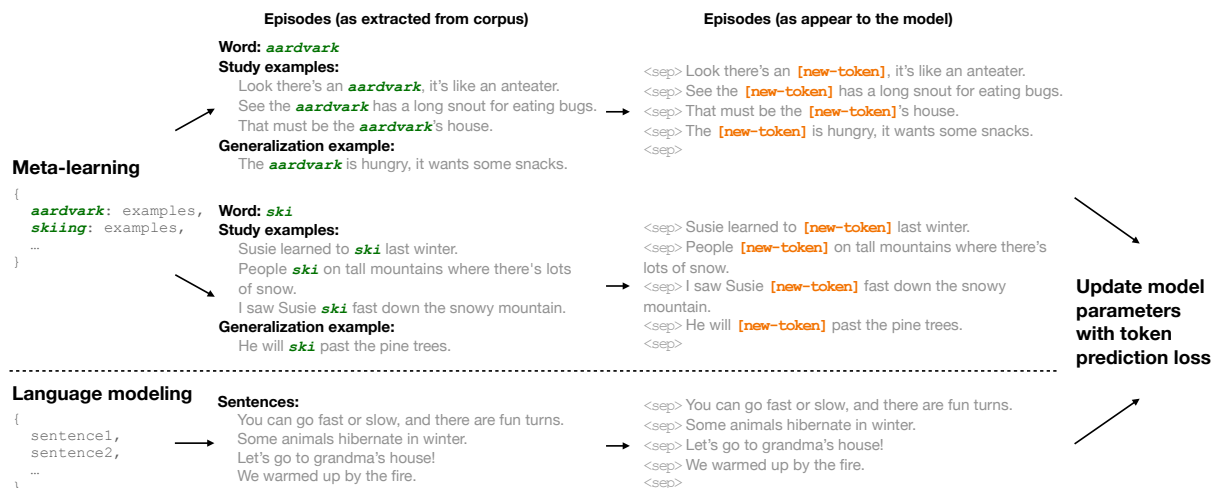 Episodes (as extracted from corpus)
Episodes (as appear to the model)
Meta-learning
{
aardvark: examples,
skiing: examples,
…
}
Word: aardvark
Study examples:
Look there's an aardvark, it's like an anteater.
See the aardvark has a long snout for eating bugs.
That must be the aardvark's house.
Generalization example:
The aardvark is hungry, it wants some snacks.
<sep> Look there's an [new-token], it's like an anteater.
<sep> See the [new-token] has a long snout for eating bugs.
<sep> That must be the [new-token]'s house.
<sep> The [new-token] is hungry, it wants some snacks.
<sep>
Word: ski
Study examples:
Susie learned to ski last winter.
People ski on tall mountains where there's lots
of snow.
I saw Susie ski fast down the snowy mountain.
Generalization example:
He will ski past the pine trees.
<sep> Susie learned to [new-token] last winter.
<sep> People [new-token] on tall mountains where there's
lots of snow.
<sep> I saw Susie [new-token] fast down the snowy
mountain.
<sep> He will [new-token] past the pine trees.
<sep>
Update model
parameters
with token
prediction loss
Language modeling
{
sentence1,
sentence2,
…
}
Sentences:
You can go fast or slow, and there are fun turns.
Some animals hibernate in winter.
Let's go to grandma's house!
We warmed up by the fire.
<sep> You can go fast or slow, and there are fun turns.
<sep> Some animals hibernate in winter.
<sep> Let's go to grandma's house!
<sep> We warmed up by the fire.
<sep>